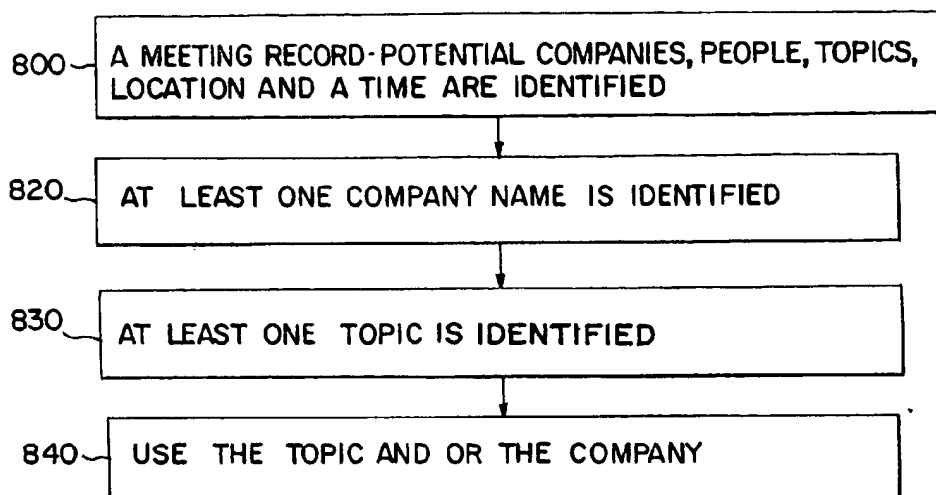 800
A MEETING RECORD-POTENTIAL COMPANIES, PEOPLE, TOPICS,
LOCATION AND A TIME ARE IDENTIFIED
820
AT LEAST ONE COMPANY NAME IS IDENTIFIED
830
AT LEAST ONE TOPIC IS IDENTIFIED
840
USE THE TOPIC AND OR THE COMPANY